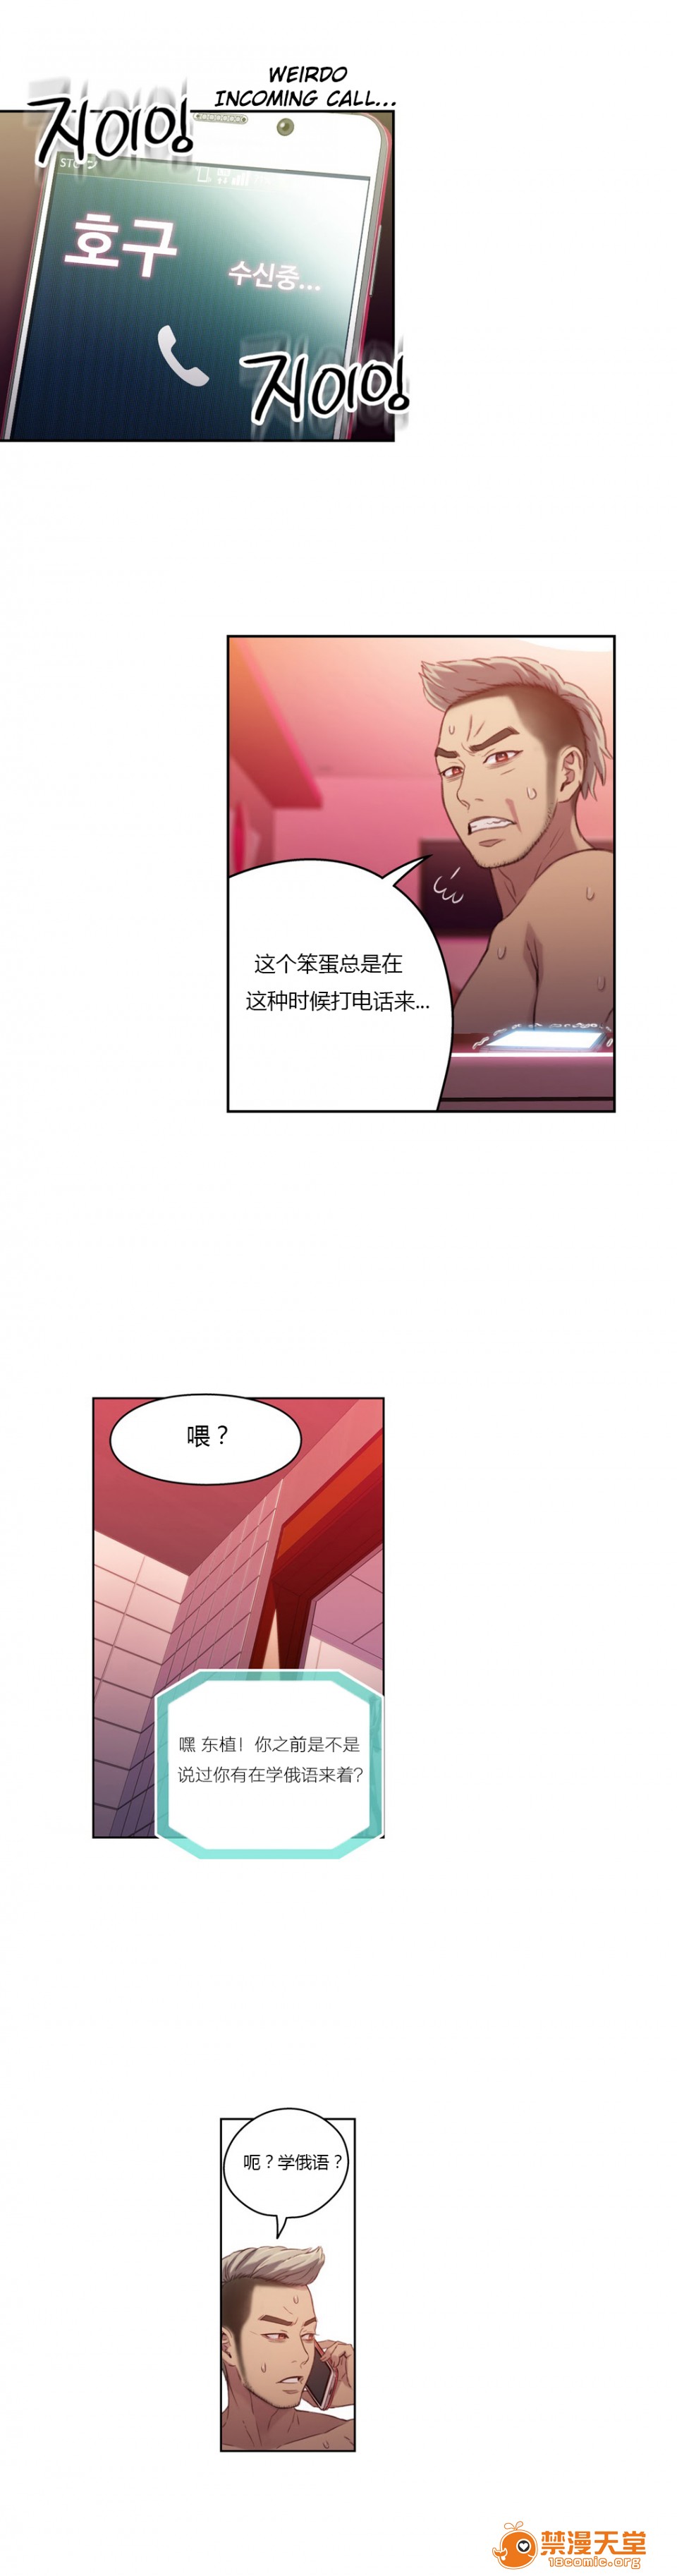 WEIRDO
INCOMING CALL...
지이잉
STC
호구
수신중...
지이잉
这个笨蛋总是在
这种时候打电话来...
喂？
嘿 东植！你之前是不是
说过你有在学俄语来着?
呃？学俄语？
禁漫天堂
18comic.org